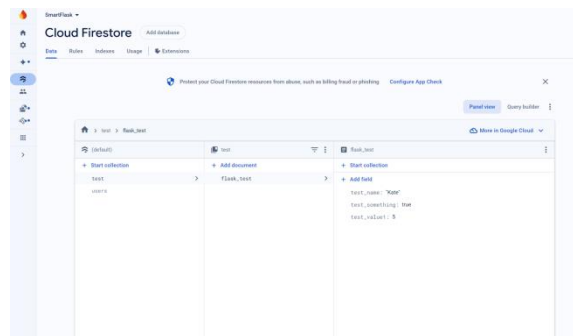 SmartFlask
Cloud Firestore Add database
Data Rules Indexes Usage Extensions
Protect your Cloud Firestore resources from abuse, such as billing fraud or phishing Configure App Check
Panel view Query builder
test > flask_test More in Google Cloud
(default) test flask_test
+ Start collection + Add document + Start collection
test > flask_test > + Add field
users
test_name: "Kate"
test_something: true
test_value1: 5